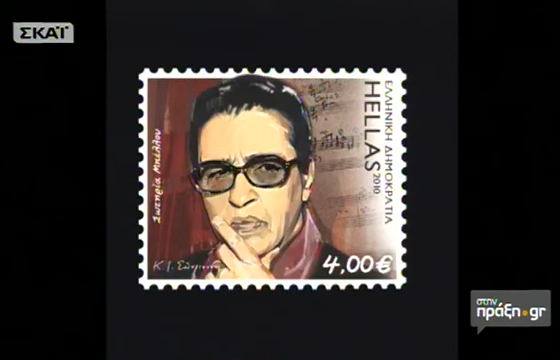 ΣΚΑΪ
Σωτηρία Μπέλλου
ΕΛΛΗΝΙΚΗ ΔΗΜΟΚΡΑΤΙΑ
HELLAS 2010
Κ.Ι.
4,00€
στην
πράξη.gr